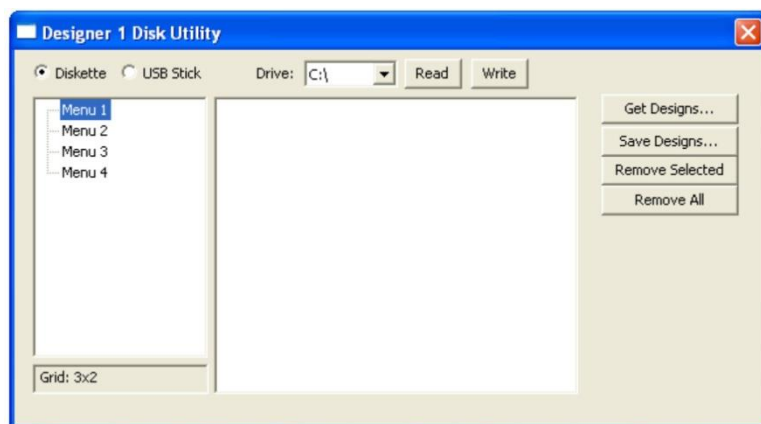 Designer 1 Disk Utility
Diskette USB Stick Drive: C:\ Read Write
Menu 1
Menu 2
Menu 3
Menu 4
Get Designs...
Save Designs...
Remove Selected
Remove All
Grid: 3x2